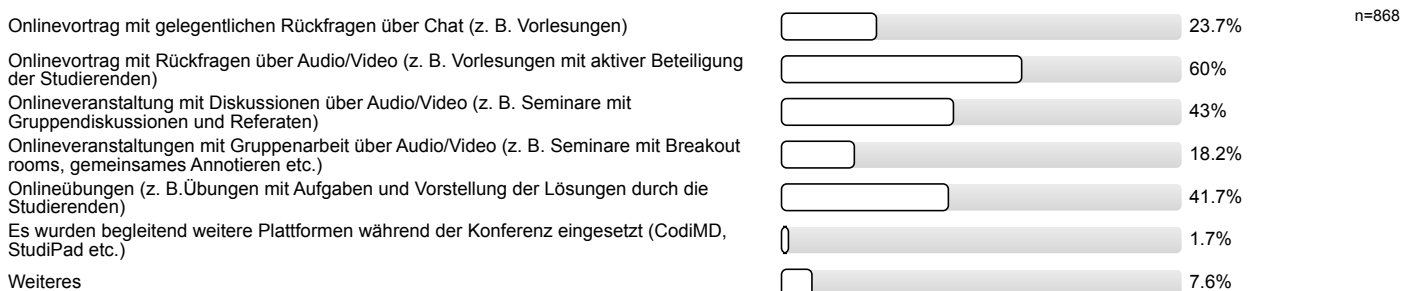 Onlinevortrag mit gelegentlichen Rückfragen über Chat (z. B. Vorlesungen) 23.7% n=868
Onlinevortrag mit Rückfragen über Audio/Video (z. B. Vorlesungen mit aktiver Beteiligung
der Studierenden) 60%
Onlineveranstaltung mit Diskussionen über Audio/Video (z. B. Seminare mit
Gruppendiskussionen und Referaten) 43%
Onlineveranstaltungen mit Gruppenarbeit über Audio/Video (z. B. Seminare mit Breakout
rooms, gemeinsames Annotieren etc.) 18.2%
Onlineübungen (z. B.Übungen mit Aufgaben und Vorstellung der Lösungen durch die
Studierenden) 41.7%
Es wurden begleitend weitere Plattformen während der Konferenz eingesetzt (CodiMD,
StudiPad etc.) 1.7%
Weiteres 7.6%